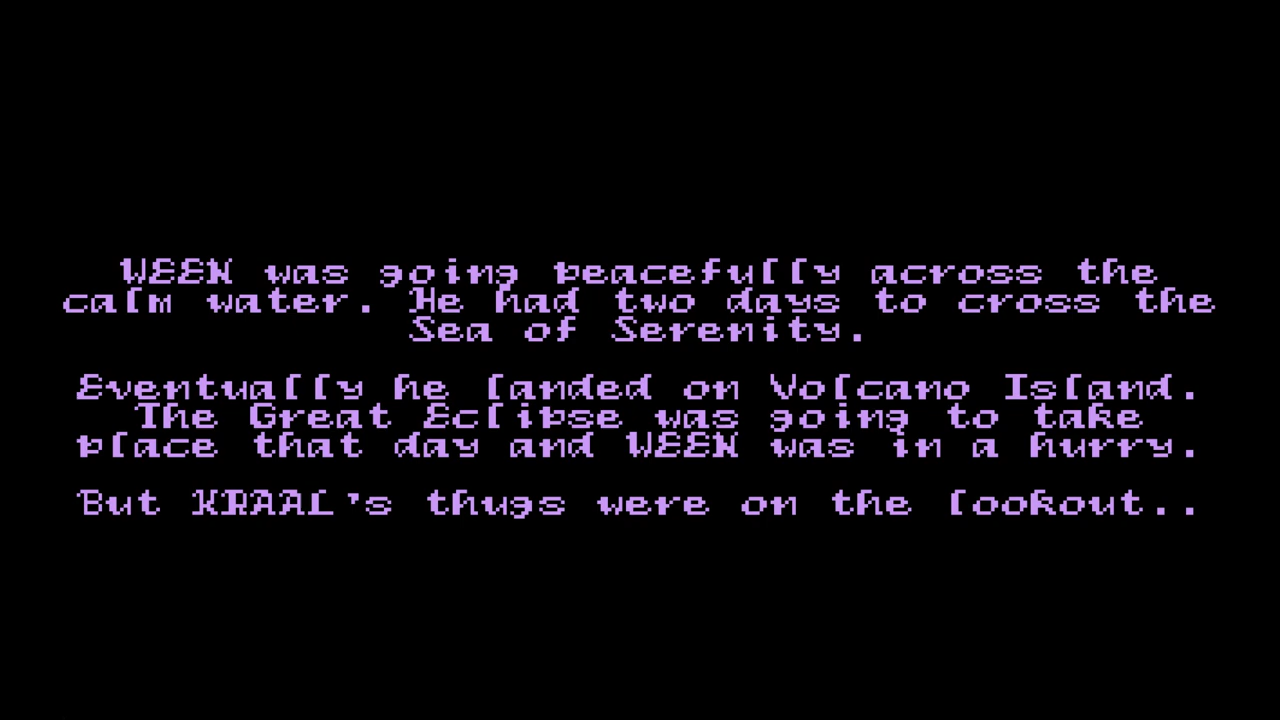 WEEN was going peacefully across the
calm water. He had two days to cross the
Sea of Serenity.
Eventually he landed on Volcano Island.
The Great Eclipse was going to take
place that day and WEEN was in a hurry.
But KRAAL's thugs were on the lookout..